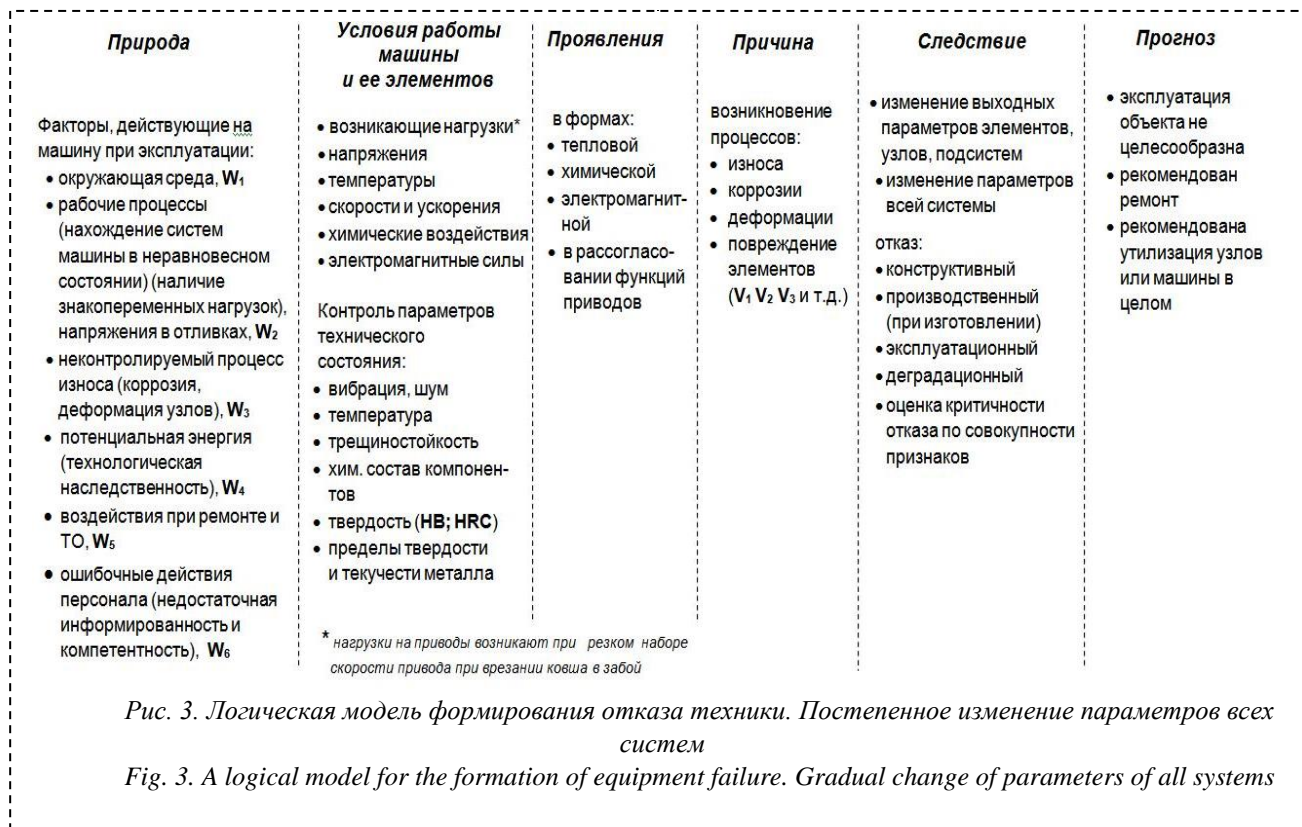 Природа
Факторы, действующие на
машину при эксплуатации:
• окружающая среда, W₁
• рабочие процессы
(нахождение систем
машины в неравновесном
состоянии) (наличие
знакопеременных нагрузок),
напряжения в отливках, W₂
• неконтролируемый процесс
износа (коррозия,
деформация узлов), W₃
• потенциальная энергия
(технологическая
наследственность), W₄
• воздействия при ремонте и
ТО, W₅
• ошибочные действия
персонала (недостаточная
информированность и
компетентность), W₆
Условия работы
машины
и ее элементов
• возникающие нагрузки*
• напряжения
• температуры
• скорости и ускорения
• химические воздействия
• электромагнитные силы
Контроль параметров
технического
состояния:
• вибрация, шум
• температура
• трещиностойкость
• хим. состав компонен-
тов
• твердость (HB; HRC)
• пределы твердости
и текучести металла
* нагрузки на приводы возникают при резком наборе
скорости привода при врезании ковша в забой
Проявления
в формах:
• тепловой
• химической
• электромагнит-
ной
• в рассогласо-
вании функций
приводов
Причина
возникновение
процессов:
• износа
• коррозии
• деформации
• повреждение
элементов
(V₁ V₂ V₃ и т.д.)
Следствие
• изменение выходных
параметров элементов,
узлов, подсистем
• изменение параметров
всей системы
отказ:
• конструктивный
• производственный
(при изготовлении)
• эксплуатационный
• деградационный
• оценка критичности
отказа по совокупности
признаков
Прогноз
• эксплуатация
объекта не
целесообразна
• рекомендован
ремонт
• рекомендована
утилизация узлов
или машины в
целом
Рис. 3. Логическая модель формирования отказа техники. Постепенное изменение параметров всех
систем
Fig. 3. A logical model for the formation of equipment failure. Gradual change of parameters of all systems